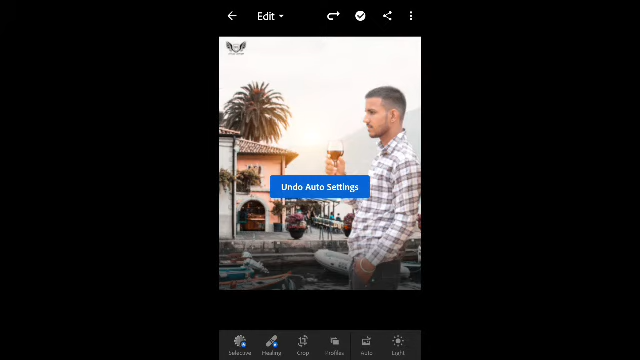 Edit
Undo Auto Settings
Selective
Healing
Crop
Profiles
Auto
Light